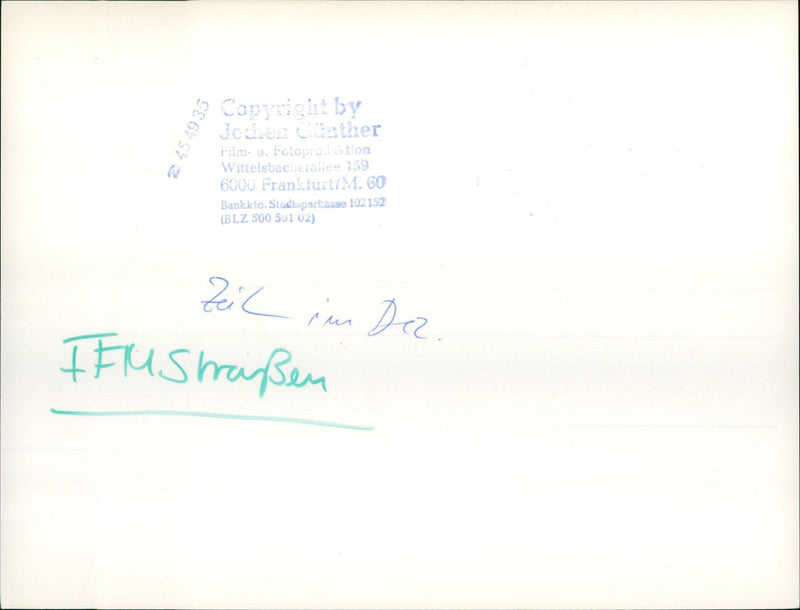 Copyright by
Jochen Günther
Film- u. Fotoproduktion
Wittelsbacherallee 159
6000 Frankfurt/M. 60
Bankkto. Stadtsparkasse 102152
(BLZ 500 501 02)
45 49 35
Zeil im Dez.
FFM Straßen